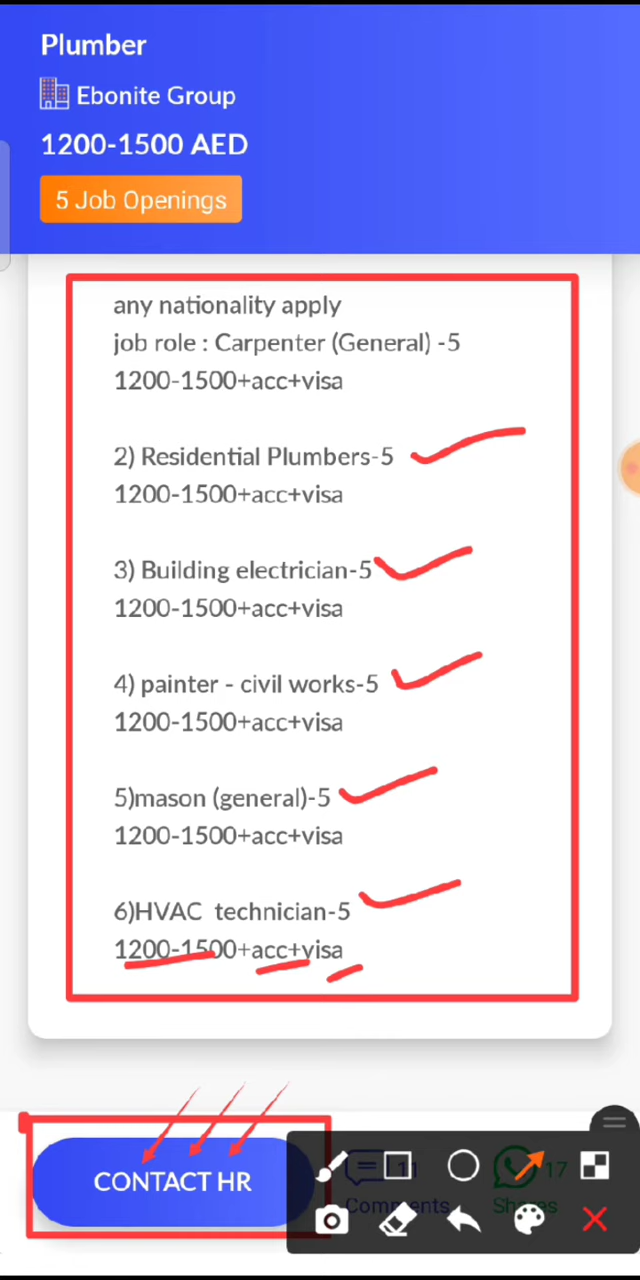 Plumber
Ebonite Group
1200-1500 AED
5 Job Openings
any nationality apply
job role : Carpenter (General) -5
1200-1500+acc+visa
2) Residential Plumbers-5
1200-1500+acc+visa
3) Building electrician-5
1200-1500+acc+visa
4) painter - civil works-5
1200-1500+acc+visa
5)mason (general)-5
1200-1500+acc+visa
6)HVAC technician-5
1200-1500+acc+visa
CONTACT HR
17
Comments
Shares